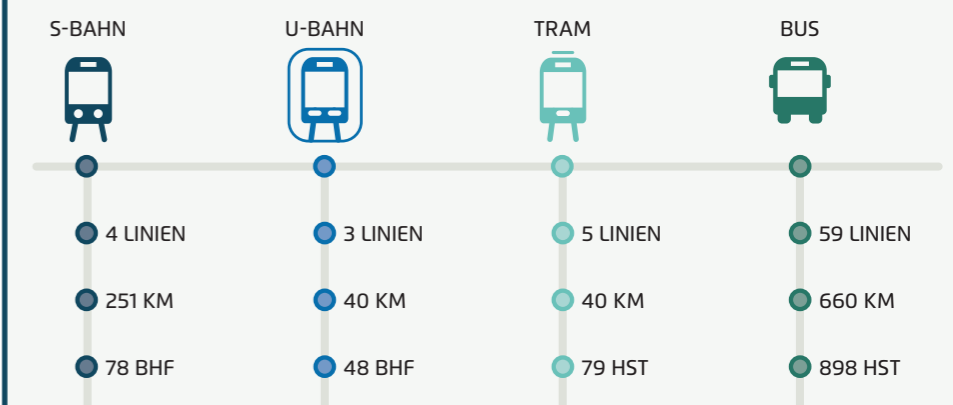 S-BAHN
U-BAHN
TRAM
BUS
4 LINIEN
3 LINIEN
5 LINIEN
59 LINIEN
251 KM
40 KM
40 KM
660 KM
78 BHF
48 BHF
79 HST
898 HST